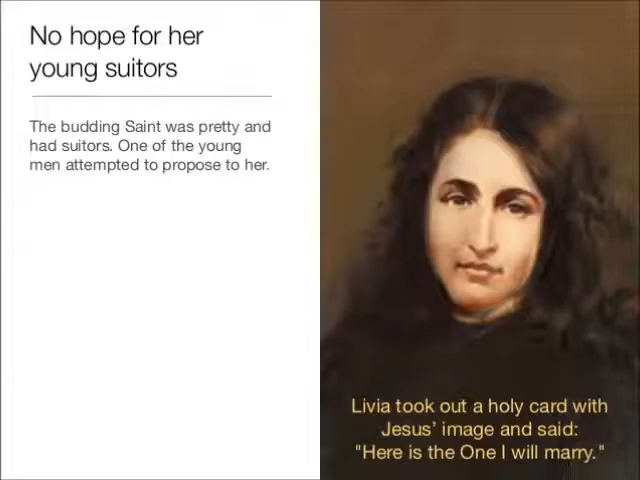 No hope for her
young suitors
The budding Saint was pretty and
had suitors. One of the young
men attempted to propose to her.
Livia took out a holy card with
Jesus' image and said:
"Here is the One I will marry."